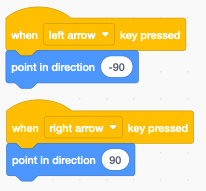 when left arrow key pressed
point in direction -90
when right arrow key pressed
point in direction 90